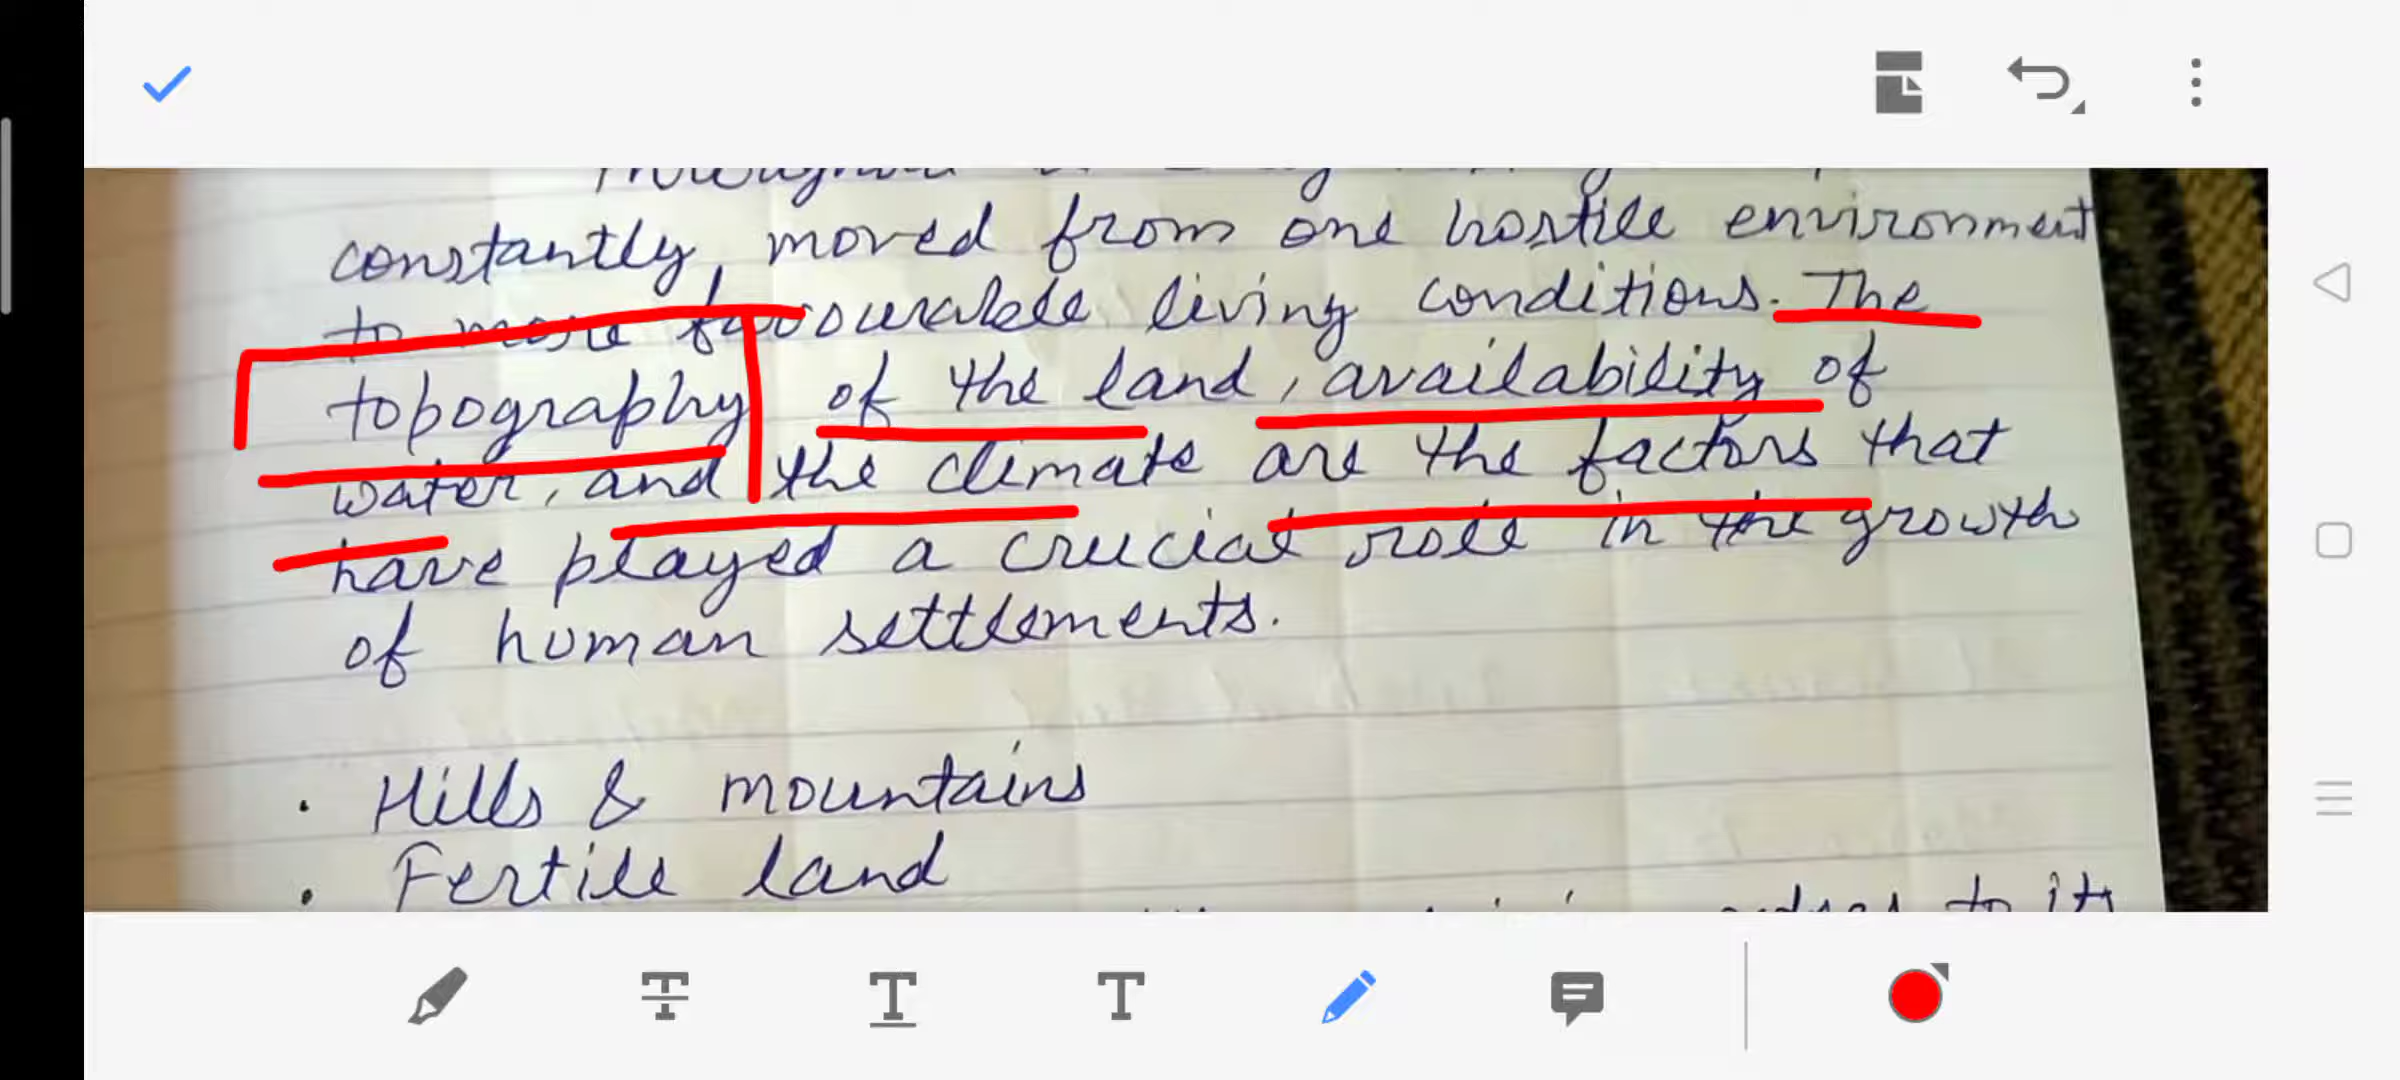 constantly, moved from one hostile environment
to more favourable living conditions. The
topography of the land, availability of
water, and the climate are the factors that
have played a crucial role in the growth
of human settlements.
. Hills & mountains
. Fertile land
to its